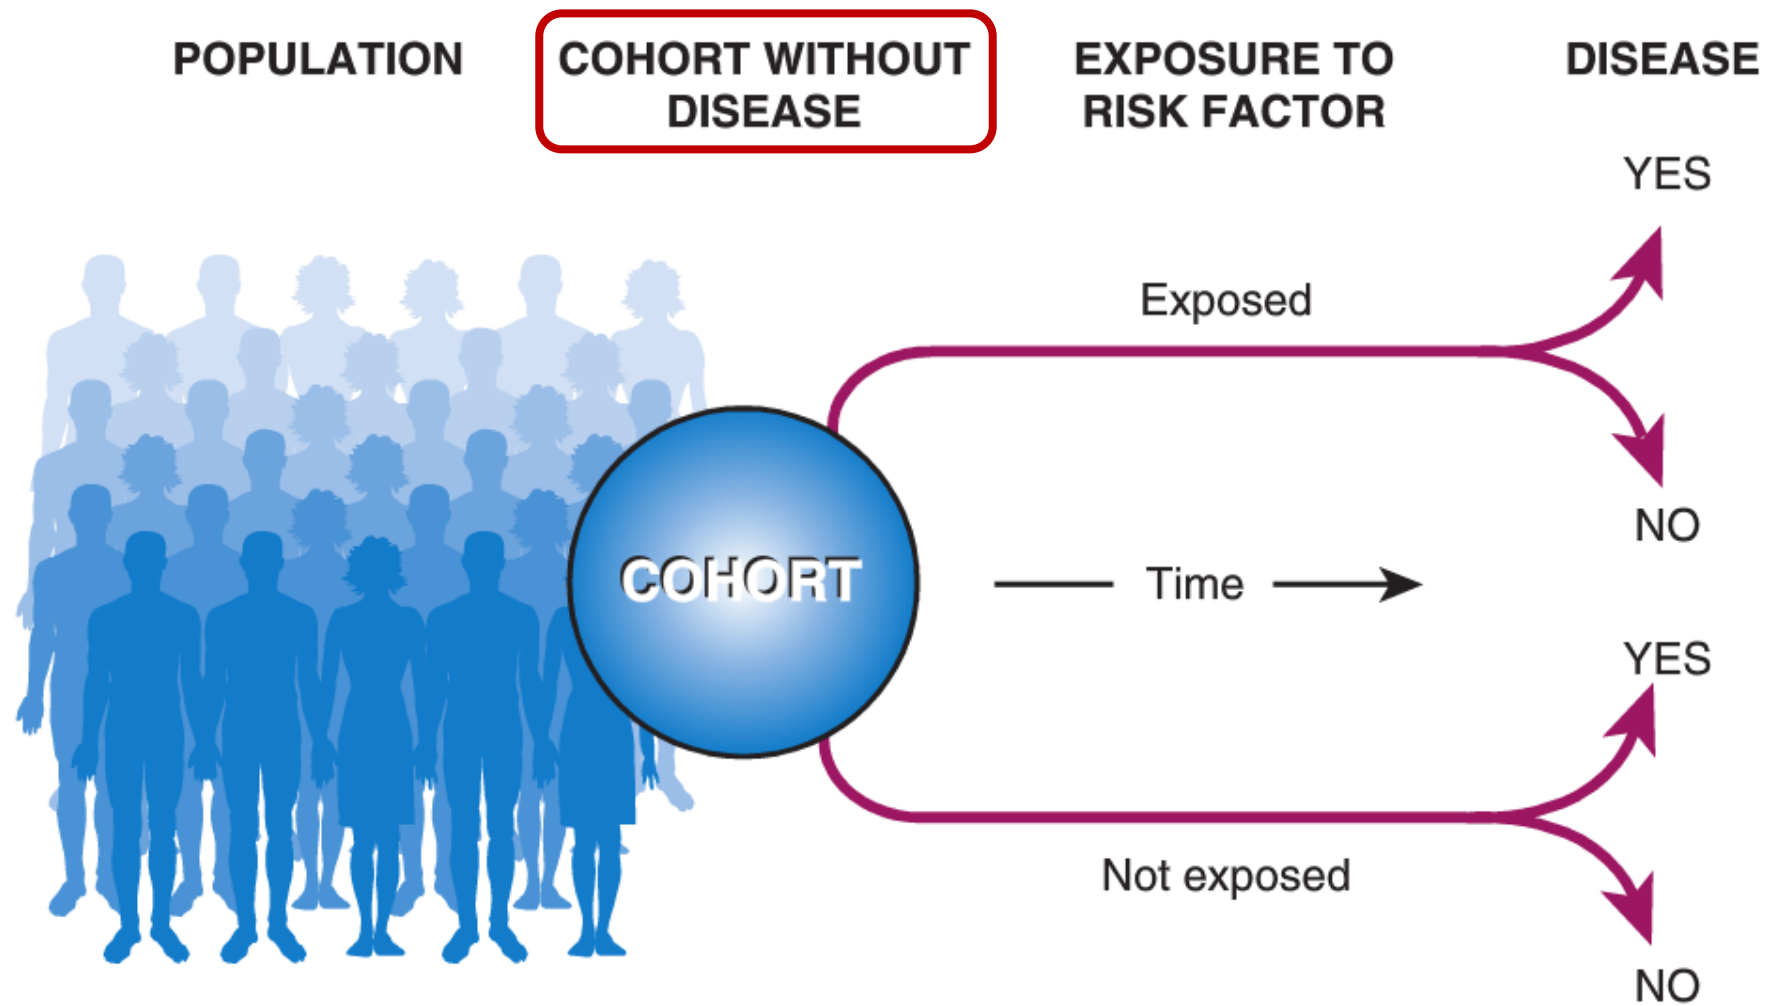 POPULATION
COHORT WITHOUT
DISEASE
EXPOSURE TO
RISK FACTOR
DISEASE
YES
Exposed
NO
COHORT
Time
YES
Not exposed
NO